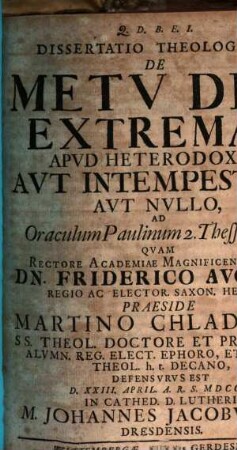 Q. D. B. E. I.
DISSERTATIO THEOLOG
DE
METV D
EXTREMA
APVD HETERODOX
AVT INTEMPEST
AVT NVLLO,
AD
Oraculum Paulinum 2. Thess
QVAM
RECTORE ACADEMIAE MAGNIFICEN
DN. FRIDERICO AVG
REGIO AC ELECTOR. SAXON. HE
PRAESIDE
MARTINO CHLAD
SS. THEOL. DOCTORE ET PR
ALVMN. REG. ELECT. EPHORO, ET
THEOL. h. t. DECANO,
DEFENSVRVS EST
D. XXIII. APRIL. A. R. S. MDCC
IN CATHED. D. LUTHERI
M. JOHANNES JACOBV
DRESDENSIS.
GERDES